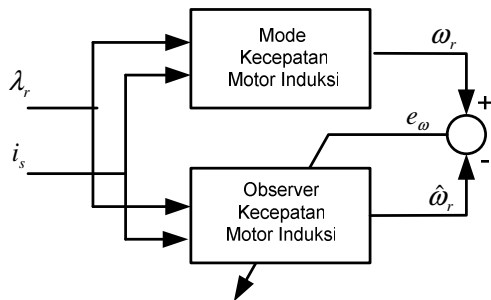 Mode
Kecepatan
Motor Induksi
ω_r
λ_r
+
e_ω
i_s
−
Observer
Kecepatan
Motor Induksi
ω̂_r